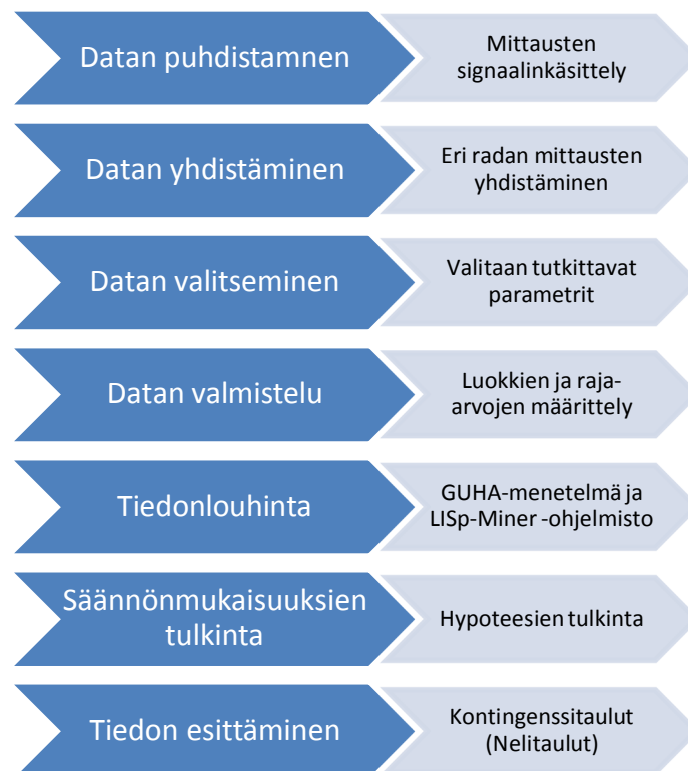 Datan puhdistamnen
Mittausten
signaalinkäsittely
Datan yhdistäminen
Eri radan mittausten
yhdistäminen
Datan valitseminen
Valitaan tutkittavat
parametrit
Datan valmistelu
Luokkien ja raja-
arvojen määrittely
Tiedonlouhinta
GUHA-menetelmä ja
LISp-Miner -ohjelmisto
Säännönmukaisuuksien
tulkinta
Hypoteesien tulkinta
Tiedon esittäminen
Kontingenssitaulut
(Nelitaulut)